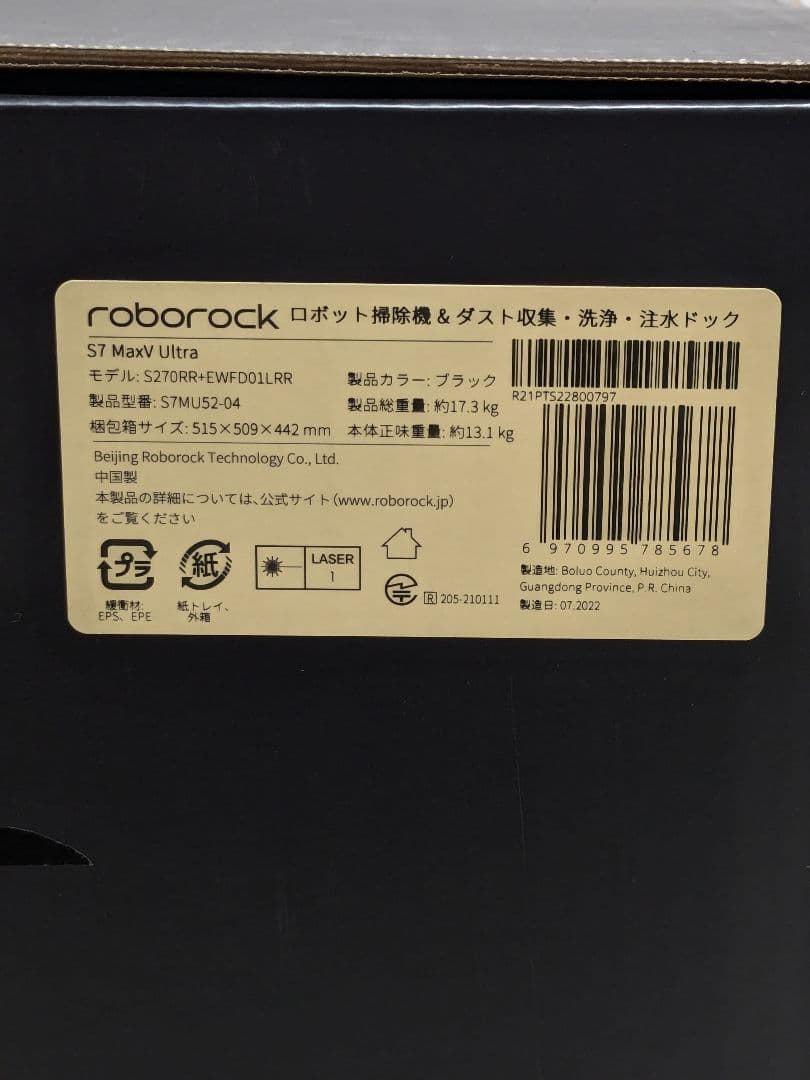 roborock ロボット掃除機&ダスト収集・洗浄・注水ドック
S7 MaxV Ultra
モデル: S270RR+EWFD01LRR
製品カラー: ブラック
製品型番: S7MU52-04
製品総重量: 約17.3 kg
梱包箱サイズ: 515×509×442 mm
本体正味重量: 約13.1 kg
R21PTS22800797
Beijing Roborock Technology Co., Ltd.
中国製
本製品の詳細については、公式サイト(www.roborock.jp)
をご覧ください
6 970995 785678
プラ
緩衝材:
EPS、EPE
紙
紙トレイ、
外箱
LASER
1
R 205-210111
製造地: Boluo County, Huizhou City,
Guangdong Province, P.R. China
製造日: 07.2022